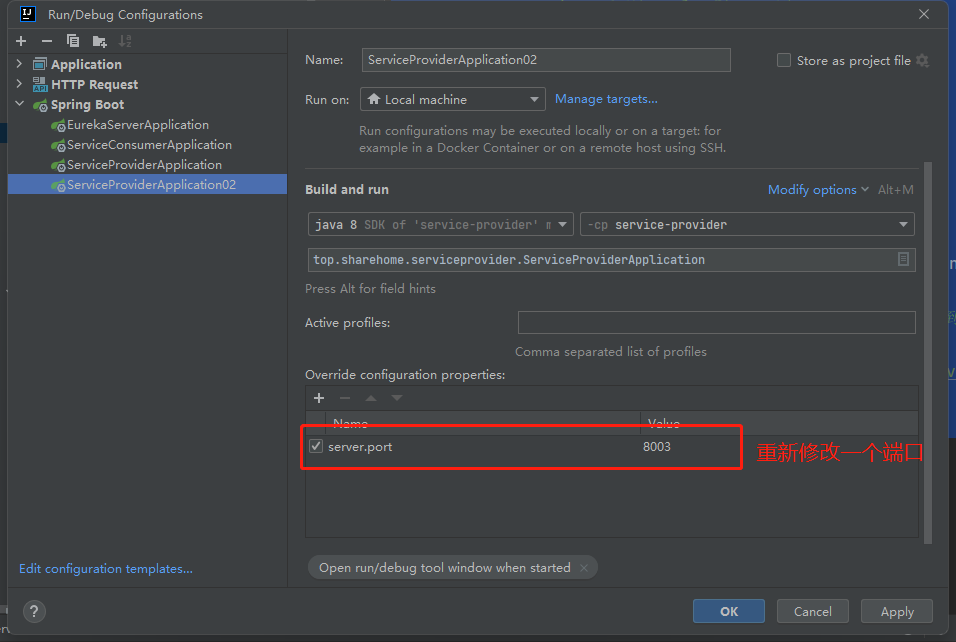 Run/Debug Configurations
Application
HTTP Request
Spring Boot
EurekaServerApplication
ServiceConsumerApplication
ServiceProviderApplication
ServiceProviderApplication02
Edit configuration templates...
Name: ServiceProviderApplication02 Store as project file
Run on: Local machine Manage targets...
Run configurations may be executed locally or on a target: for
example in a Docker Container or on a remote host using SSH.
Build and run Modify options Alt+M
java 8 SDK of 'service-provider' m -cp service-provider
top.sharehome.serviceprovider.ServiceProviderApplication
Press Alt for field hints
Active profiles:
Comma separated list of profiles
Override configuration properties:
Name Value
server.port 8003
重新修改一个端口
Open run/debug tool window when started
? OK Cancel Apply